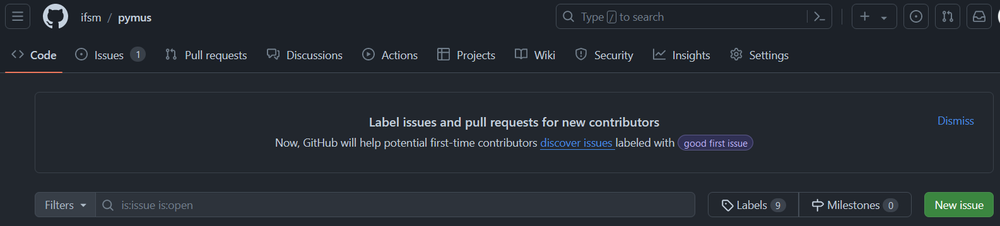 ifsm / pymus
Type / to search
Code Issues 1 Pull requests Discussions Actions Projects Wiki Security Insights Settings
Label issues and pull requests for new contributors
Dismiss
Now, GitHub will help potential first-time contributors discover issues labeled with good first issue
Filters is:issue is:open Labels 9 Milestones 0 New issue